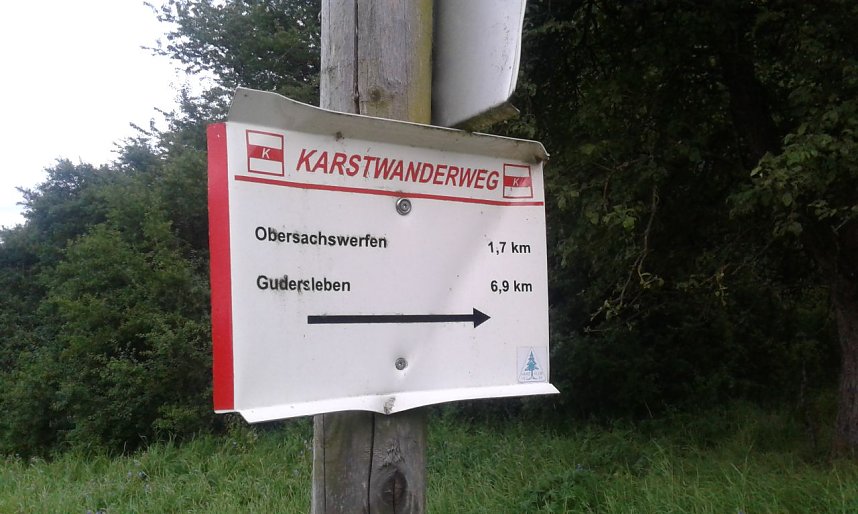 K KARSTWANDERWEG K
Obersachswerfen 1,7 km
Gudersleben 6,9 km